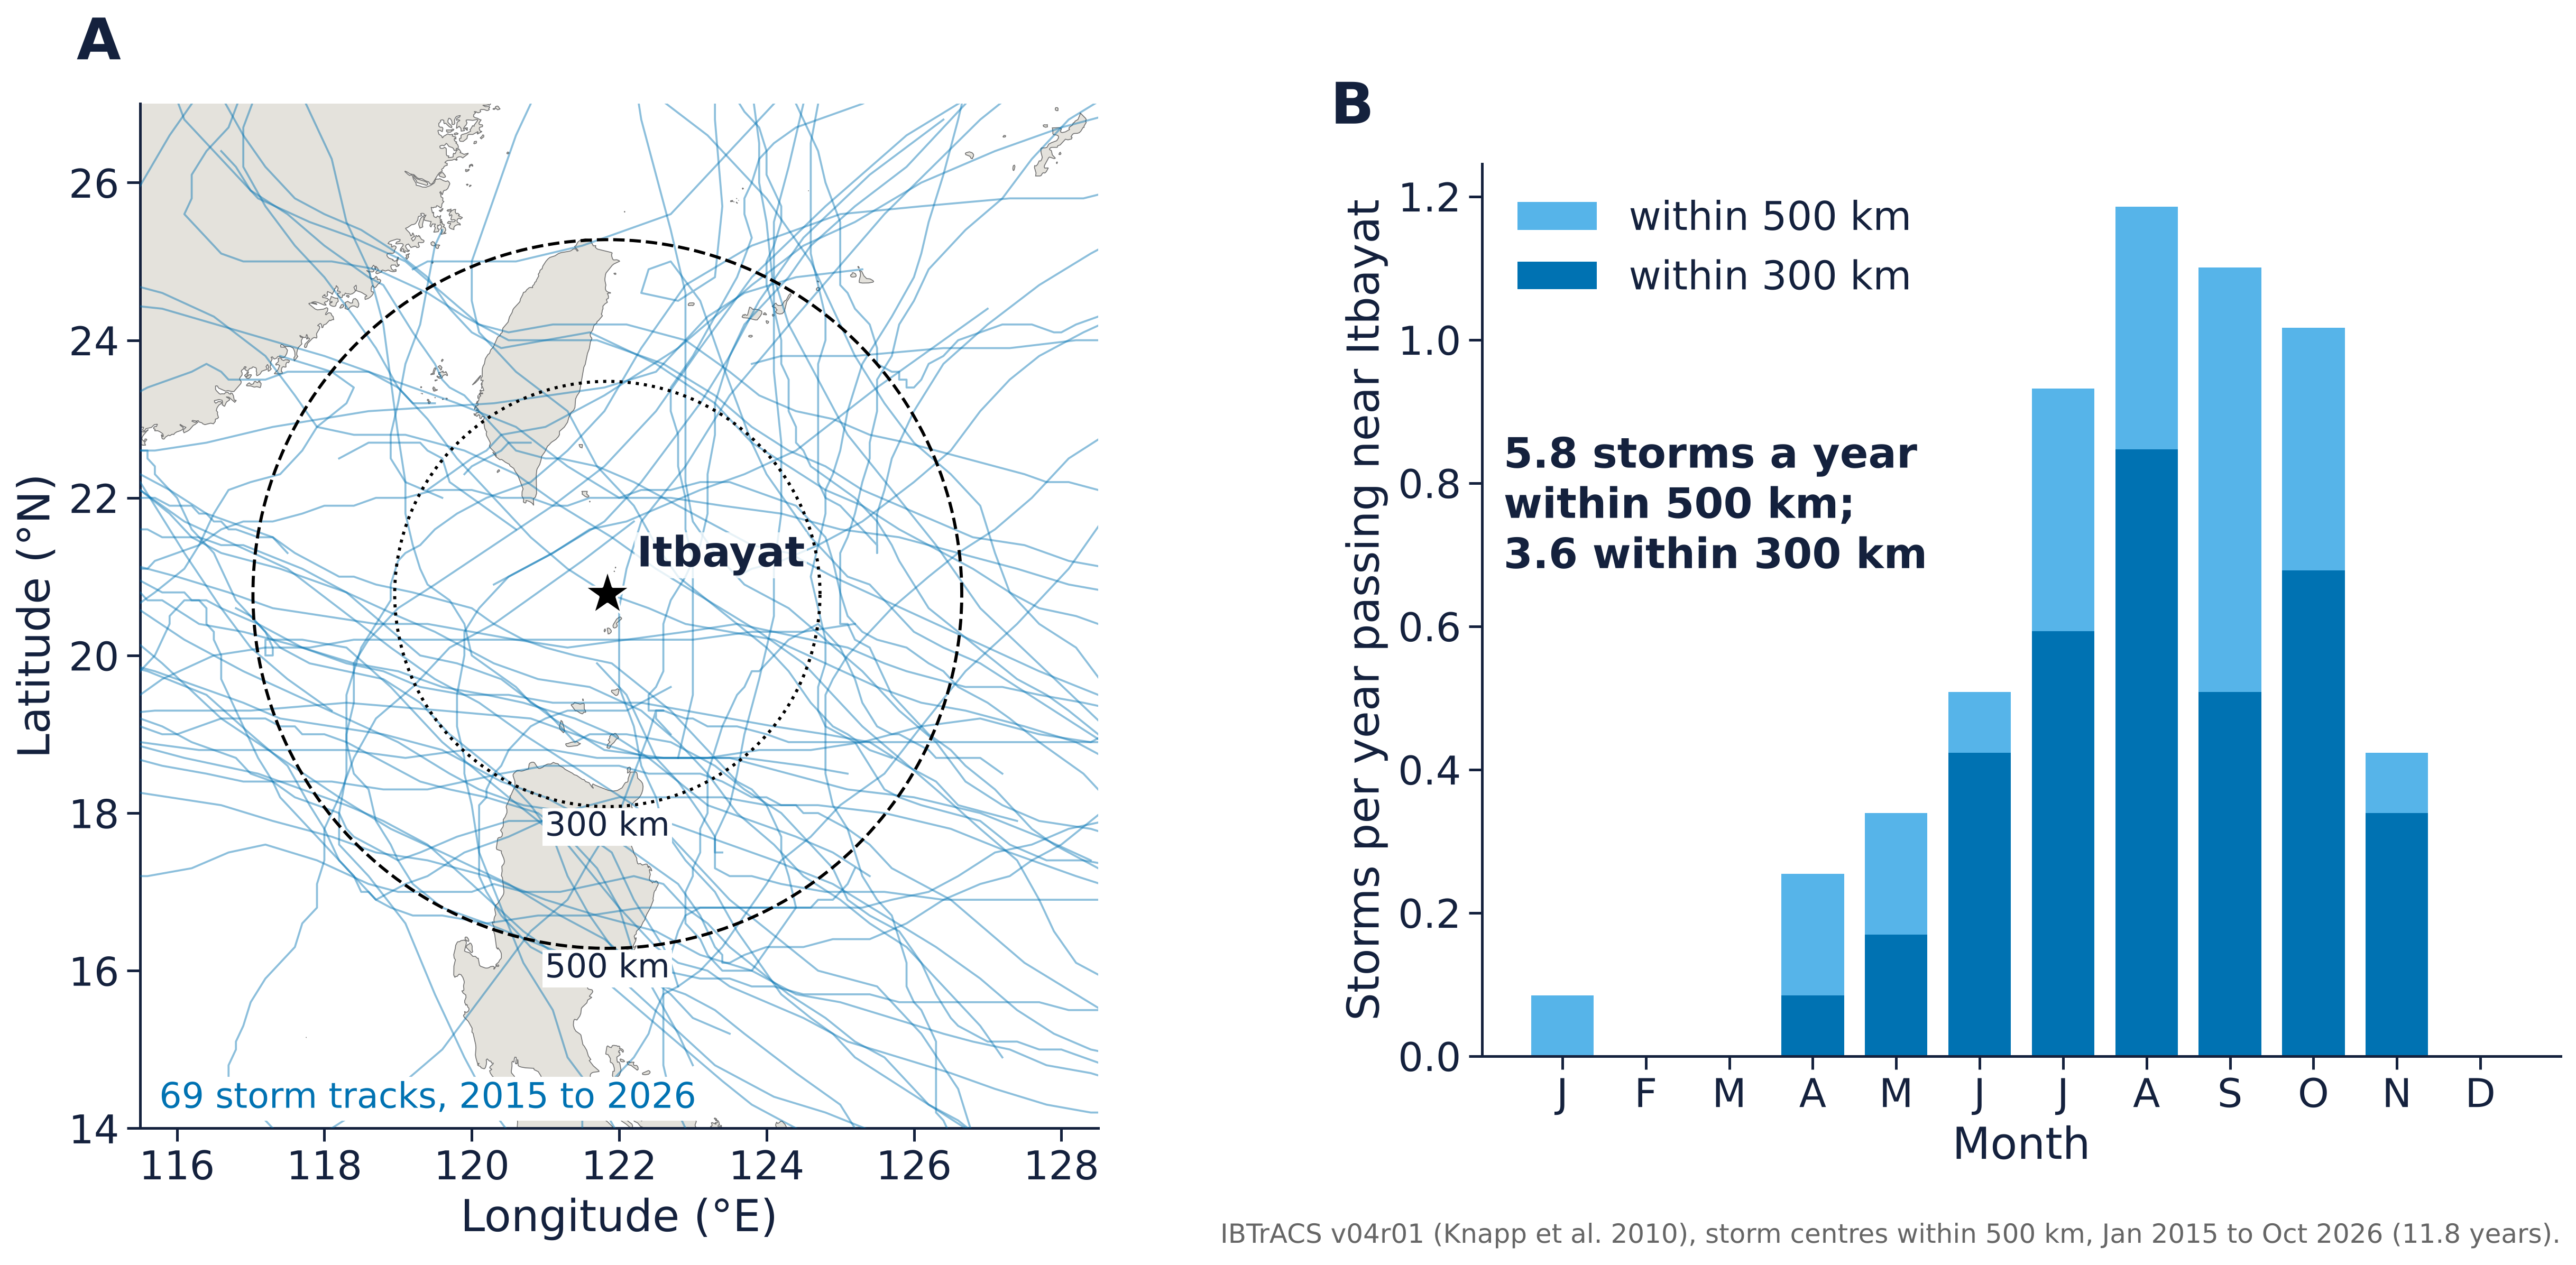 A
26
24
22
20
18
16
14
Latitude (°N)
Itbayat
300 km
500 km
69 storm tracks, 2015 to 2026
116 118 120 122 124 126 128
Longitude (°E)
B
1.2
1.0
0.8
0.6
0.4
0.2
0.0
Storms per year passing near Itbayat
within 500 km
within 300 km
5.8 storms a year
within 500 km;
3.6 within 300 km
J F M A M J J A S O N D
Month
IBTrACS v04r01 (Knapp et al. 2010), storm centres within 500 km, Jan 2015 to Oct 2026 (11.8 years).